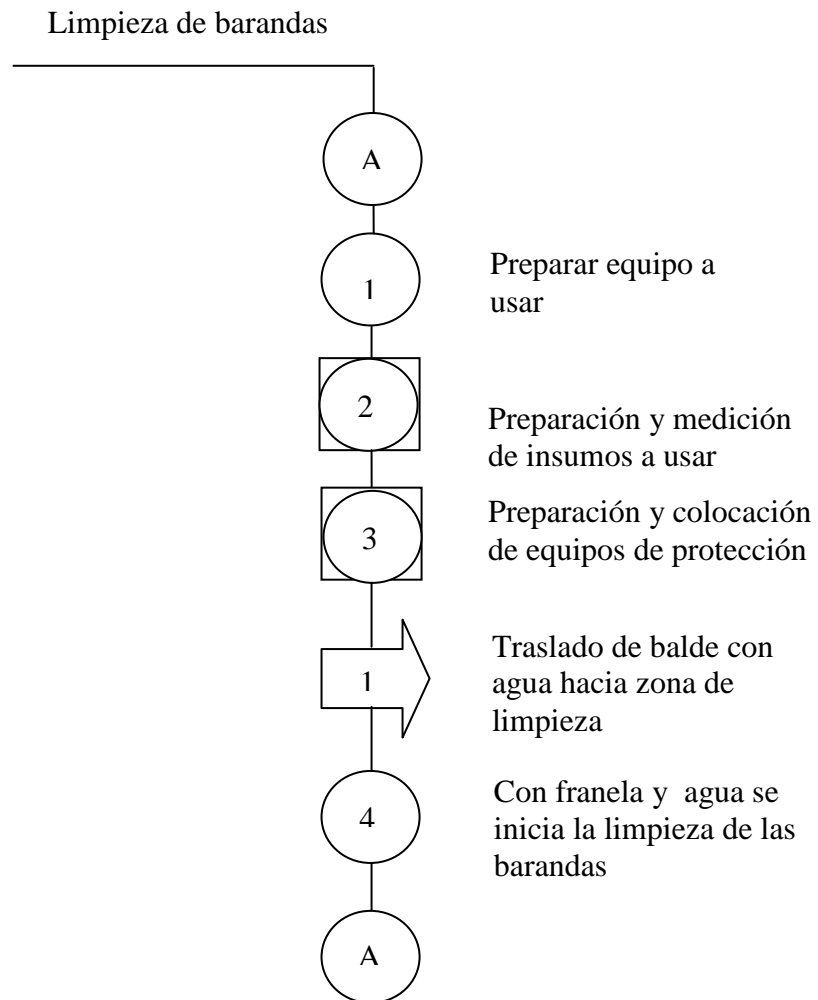 Limpieza de barandas
A
1
Preparar equipo a
usar
2
Preparación y medición
de insumos a usar
3
Preparación y colocación
de equipos de protección
1
Traslado de balde con
agua hacia zona de
limpieza
4
Con franela y agua se
inicia la limpieza de las
barandas
A